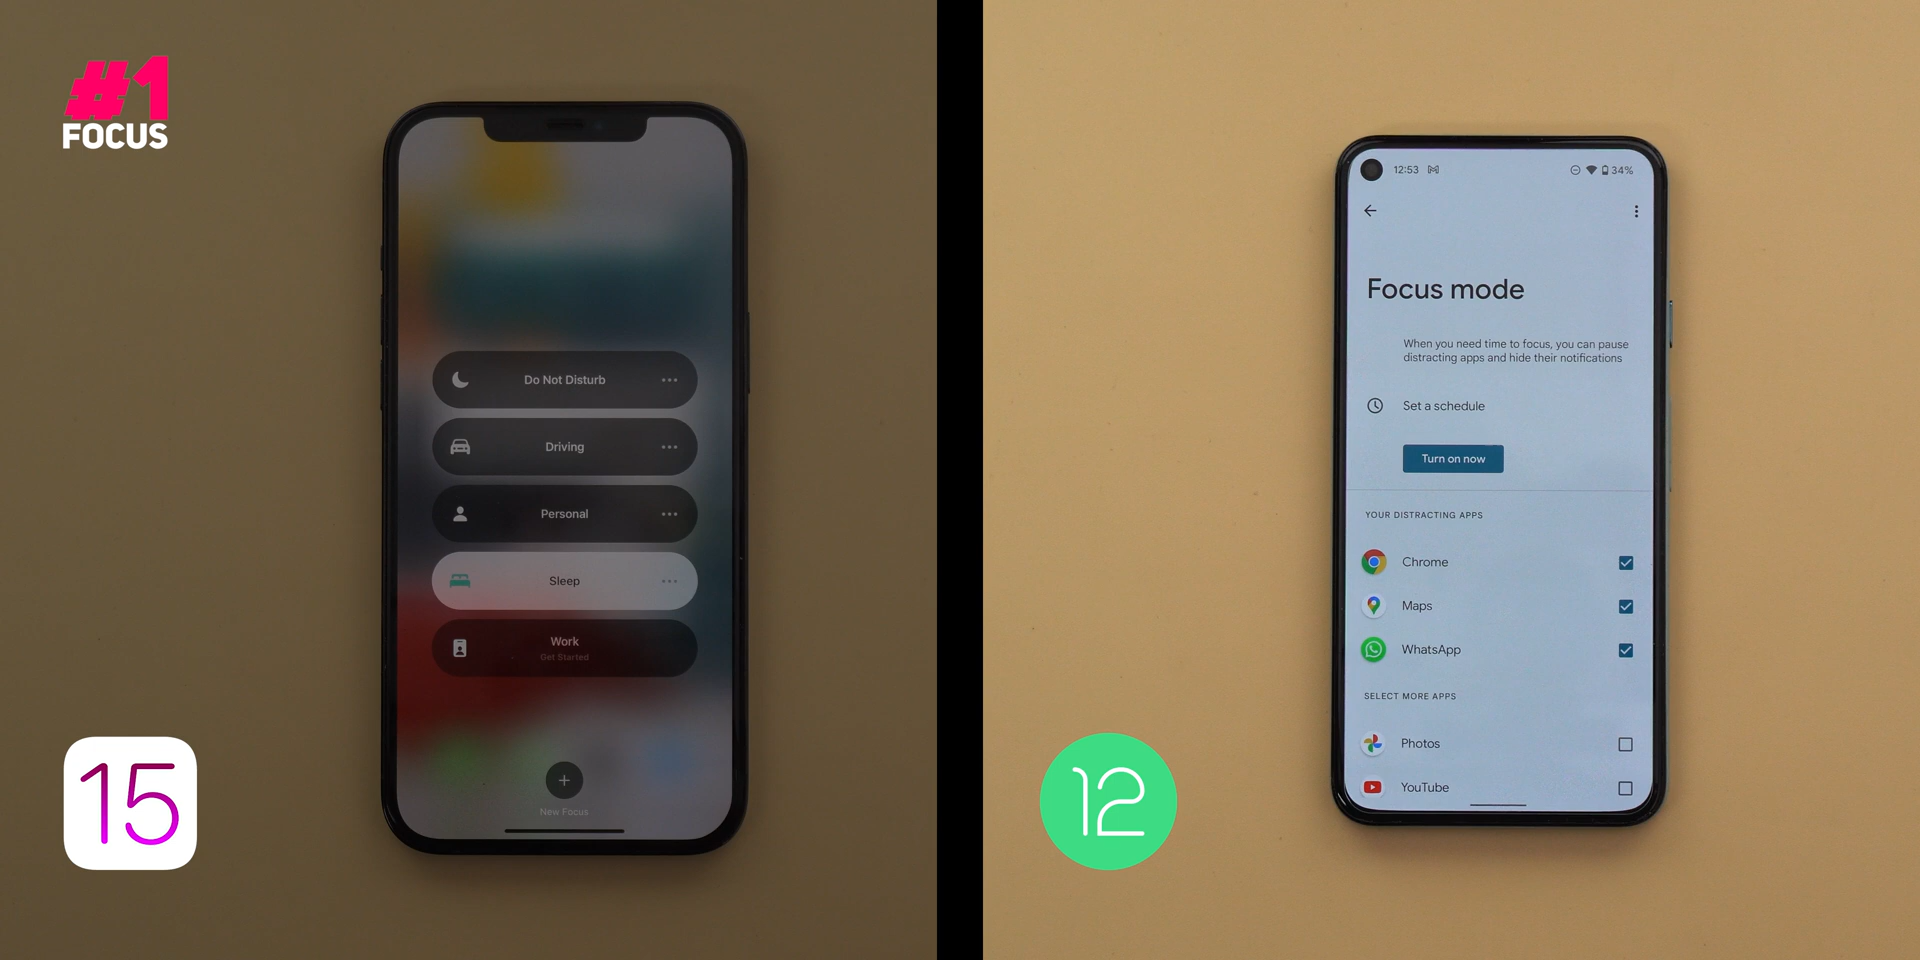 #1
FOCUS
Do Not Disturb
Driving
Personal
Sleep
Work
Get Started
New Focus
15
12:53
34%
Focus mode
When you need time to focus, you can pause
distracting apps and hide their notifications
Set a schedule
Turn on now
YOUR DISTRACTING APPS
Chrome
Maps
WhatsApp
SELECT MORE APPS
Photos
YouTube
12